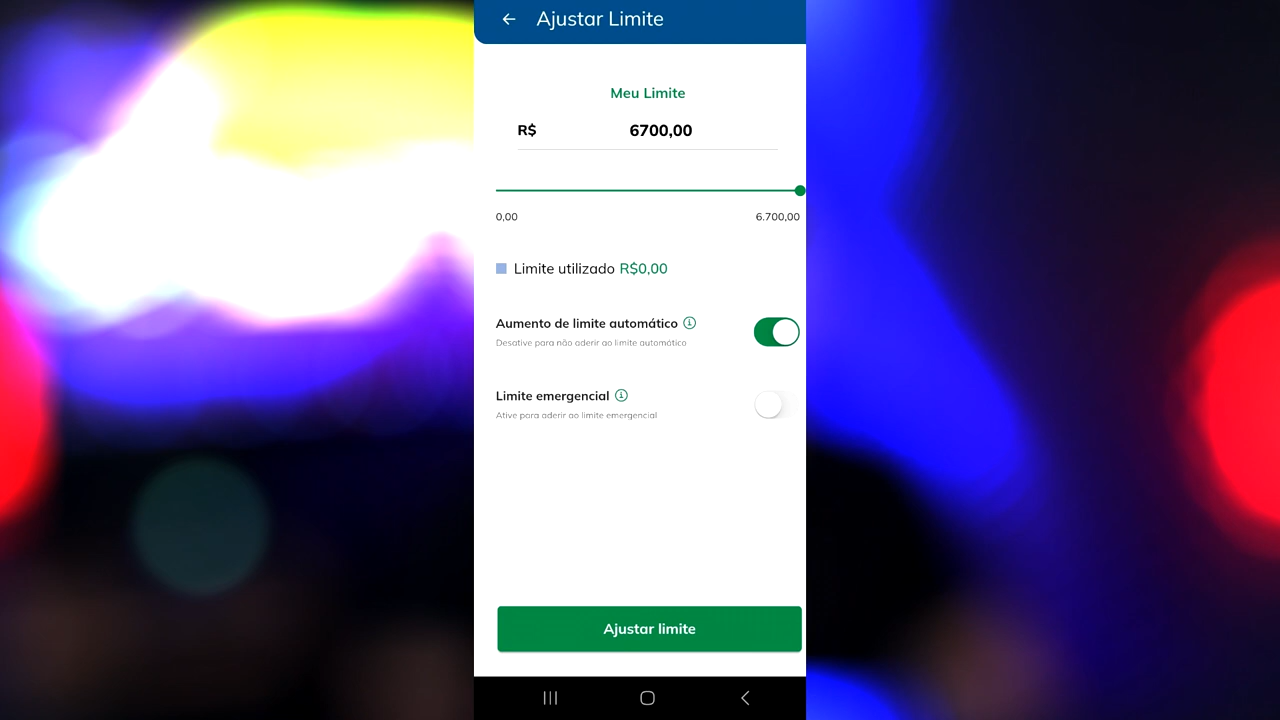 Ajustar Limite
Meu Limite
R$ 6700,00
0,00 6.700,00
Limite utilizado R$0,00
Aumento de limite automático
Desative para não aderir ao limite automático
Limite emergencial
Ative para aderir ao limite emergencial
Ajustar limite